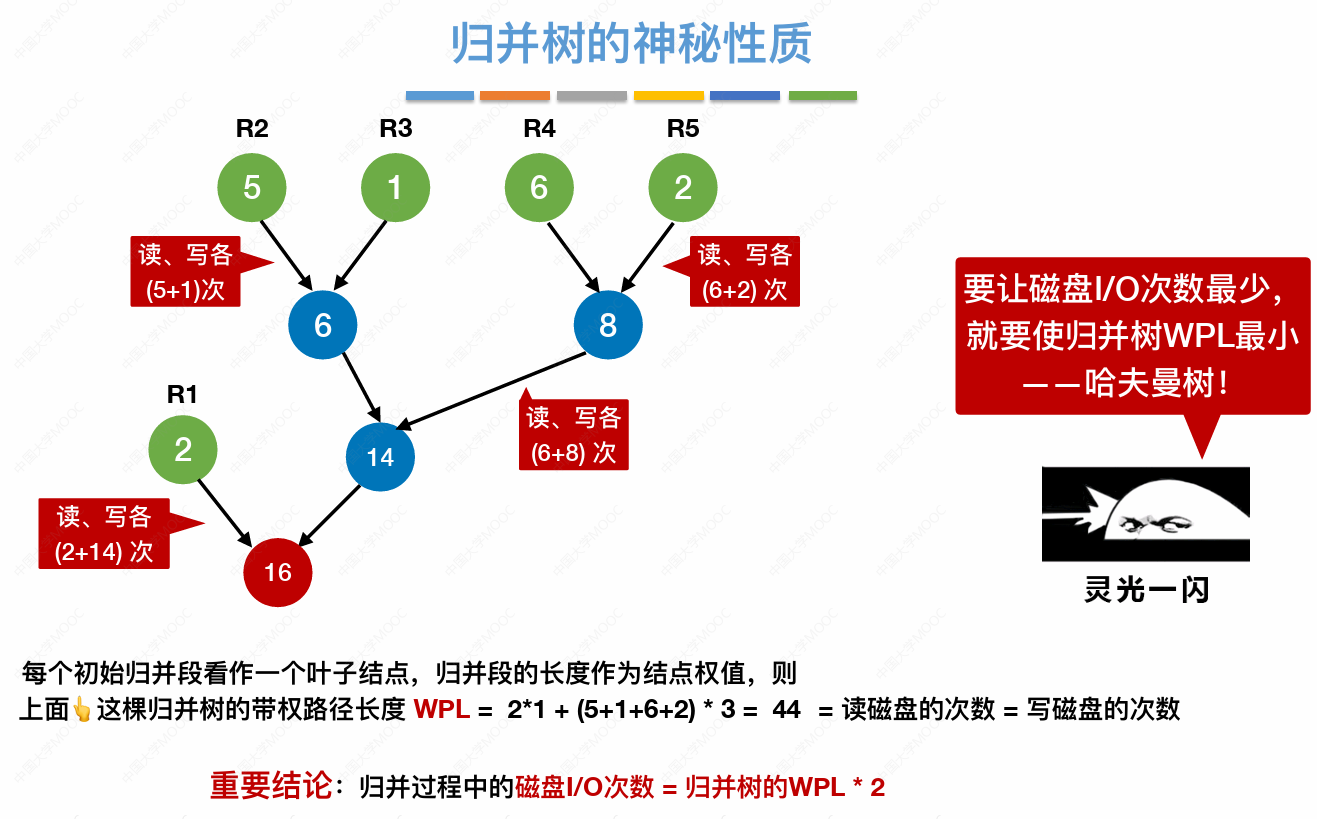 归并树的神秘性质
R2 R3 R4 R5
5 1 6 2
读、写各
(5+1)次
读、写各
(6+2) 次
6 8
要让磁盘I/O次数最少，
就要使归并树WPL最小
——哈夫曼树！
R1
2
14
读、写各
(6+8) 次
读、写各
(2+14) 次
16
灵光一闪
每个初始归并段看作一个叶子结点，归并段的长度作为结点权值，则
上面👆这棵归并树的带权路径长度 WPL = 2*1 + (5+1+6+2) * 3 = 44 = 读磁盘的次数 = 写磁盘的次数
重要结论：归并过程中的磁盘I/O次数 = 归并树的WPL * 2
中国大学MOOC